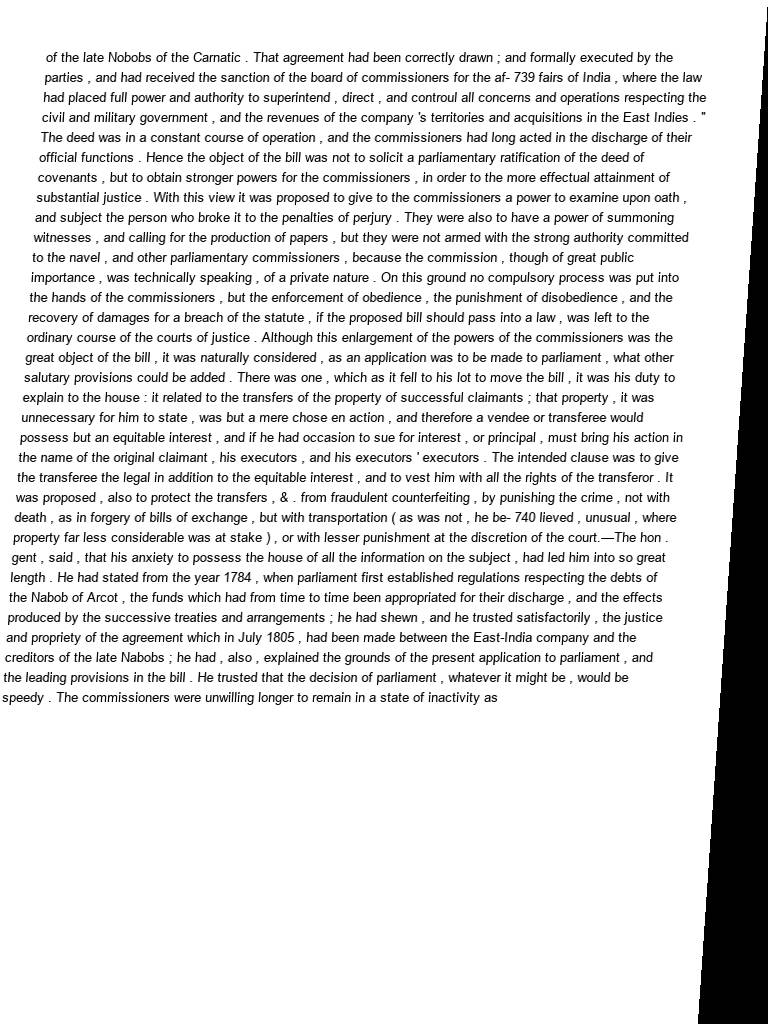 of the late Nobobs of the Carnatic . That agreement had been correctly drawn ; and formally executed by the
parties , and had received the sanction of the board of commissioners for the af- 739 fairs of India , where the law
had placed full power and authority to superintend , direct , and controul all concerns and operations respecting the
civil and military government , and the revenues of the company 's territories and acquisitions in the East Indies . "
The deed was in a constant course of operation , and the commissioners had long acted in the discharge of their
official functions . Hence the object of the bill was not to solicit a parliamentary ratification of the deed of
covenants , but to obtain stronger powers for the commissioners , in order to the more effectual attainment of
substantial justice . With this view it was proposed to give to the commissioners a power to examine upon oath ,
and subject the person who broke it to the penalties of perjury . They were also to have a power of summoning
witnesses , and calling for the production of papers , but they were not armed with the strong authority committed
to the navel , and other parliamentary commissioners , because the commission , though of great public
importance , was technically speaking , of a private nature . On this ground no compulsory process was put into
the hands of the commissioners , but the enforcement of obedience , the punishment of disobedience , and the
recovery of damages for a breach of the statute , if the proposed bill should pass into a law , was left to the
ordinary course of the courts of justice . Although this enlargement of the powers of the commissioners was the
great object of the bill , it was naturally considered , as an application was to be made to parliament , what other
salutary provisions could be added . There was one , which as it fell to his lot to move the bill , it was his duty to
explain to the house : it related to the transfers of the property of successful claimants ; that property , it was
unnecessary for him to state , was but a mere chose en action , and therefore a vendee or transferee would
possess but an equitable interest , and if he had occasion to sue for interest , or principal , must bring his action in
the name of the original claimant , his executors , and his executors ' executors . The intended clause was to give
the transferee the legal in addition to the equitable interest , and to vest him with all the rights of the transferor . It
was proposed , also to protect the transfers , & . from fraudulent counterfeiting , by punishing the crime , not with
death , as in forgery of bills of exchange , but with transportation ( as was not , he be- 740 lieved , unusual , where
property far less considerable was at stake ) , or with lesser punishment at the discretion of the court.—The hon .
gent , said , that his anxiety to possess the house of all the information on the subject , had led him into so great
length . He had stated from the year 1784 , when parliament first established regulations respecting the debts of
the Nabob of Arcot , the funds which had from time to time been appropriated for their discharge , and the effects
produced by the successive treaties and arrangements ; he had shewn , and he trusted satisfactorily , the justice
and propriety of the agreement which in July 1805 , had been made between the East-India company and the
creditors of the late Nabobs ; he had , also , explained the grounds of the present application to parliament , and
the leading provisions in the bill . He trusted that the decision of parliament , whatever it might be , would be
speedy . The commissioners were unwilling longer to remain in a state of inactivity as